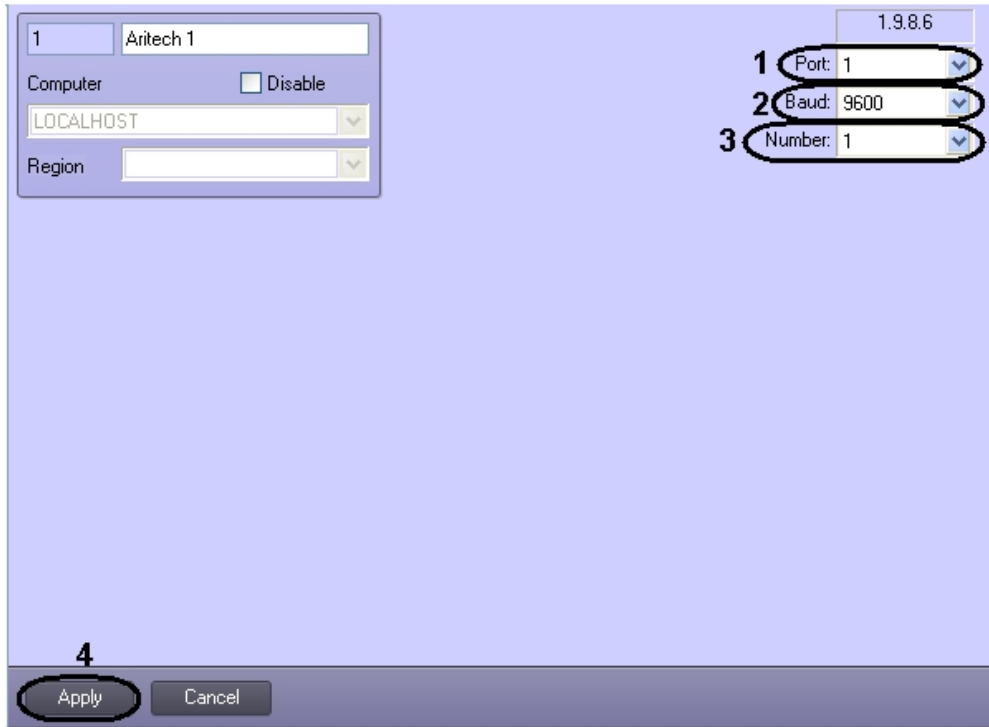 1 Aritech 1
Computer Disable
LOCALHOST
Region
1.9.8.6
1 Port: 1
2 Baud: 9600
3 Number: 1
4
Apply Cancel